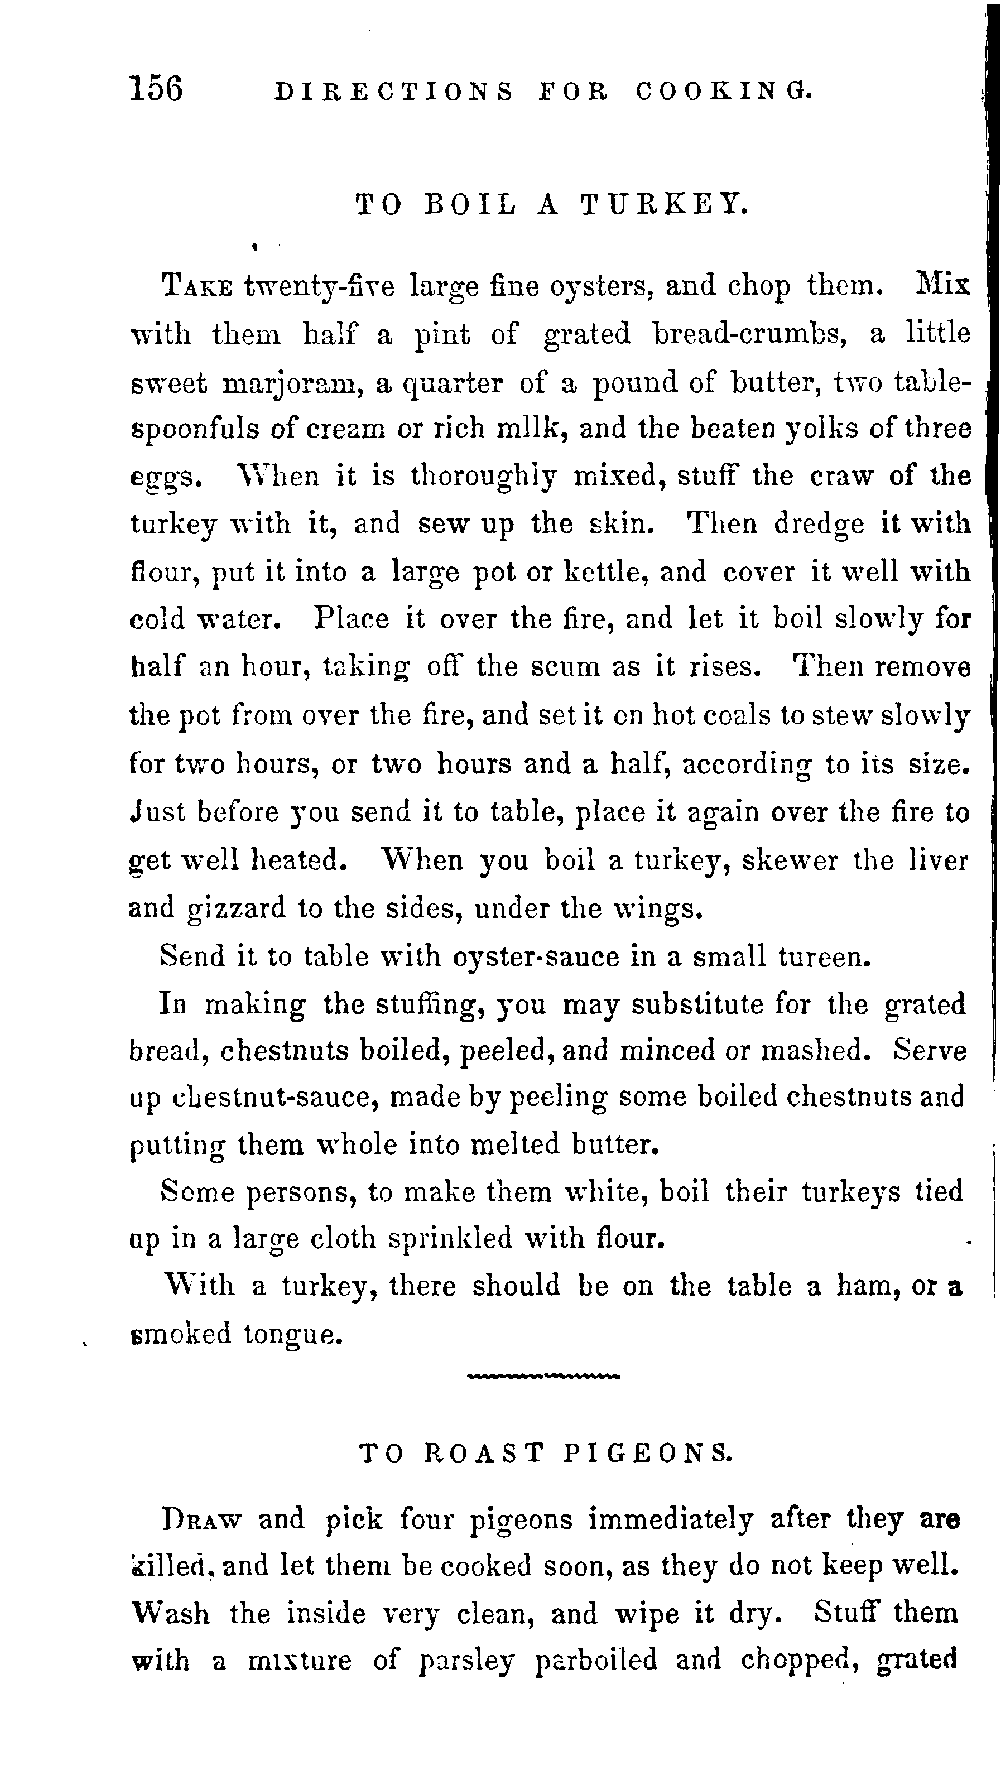 156 DIRECTIONS FOR COOKING.
TO BOIL A TURKEY.
TAKE twenty-five large fine oysters, and chop them. Mix
with them half a pint of grated bread-crumbs, a little
sweet marjoram, a quarter of a pound of butter, two table-
spoonfuls of cream or rich milk, and the beaten yolks of three
eggs. When it is thoroughly mixed, stuff the craw of the
turkey with it, and sew up the skin. Then dredge it with
flour, put it into a large pot or kettle, and cover it well with
cold water. Place it over the fire, and let it boil slowly for
half an hour, taking off the scum as it rises. Then remove
the pot from over the fire, and set it on hot coals to stew slowly
for two hours, or two hours and a half, according to its size.
Just before you send it to table, place it again over the fire to
get well heated. When you boil a turkey, skewer the liver
and gizzard to the sides, under the wings.
Send it to table with oyster-sauce in a small tureen.
In making the stuffing, you may substitute for the grated
bread, chestnuts boiled, peeled, and minced or mashed. Serve
up chestnut-sauce, made by peeling some boiled chestnuts and
putting them whole into melted butter.
Some persons, to make them white, boil their turkeys tied
up in a large cloth sprinkled with flour.
With a turkey, there should be on the table a ham, or a
smoked tongue.
TO ROAST PIGEONS.
DRAW and pick four pigeons immediately after they are
killed, and let them be cooked soon, as they do not keep well.
Wash the inside very clean, and wipe it dry. Stuff them
with a mixture of parsley parboiled and chopped, grated